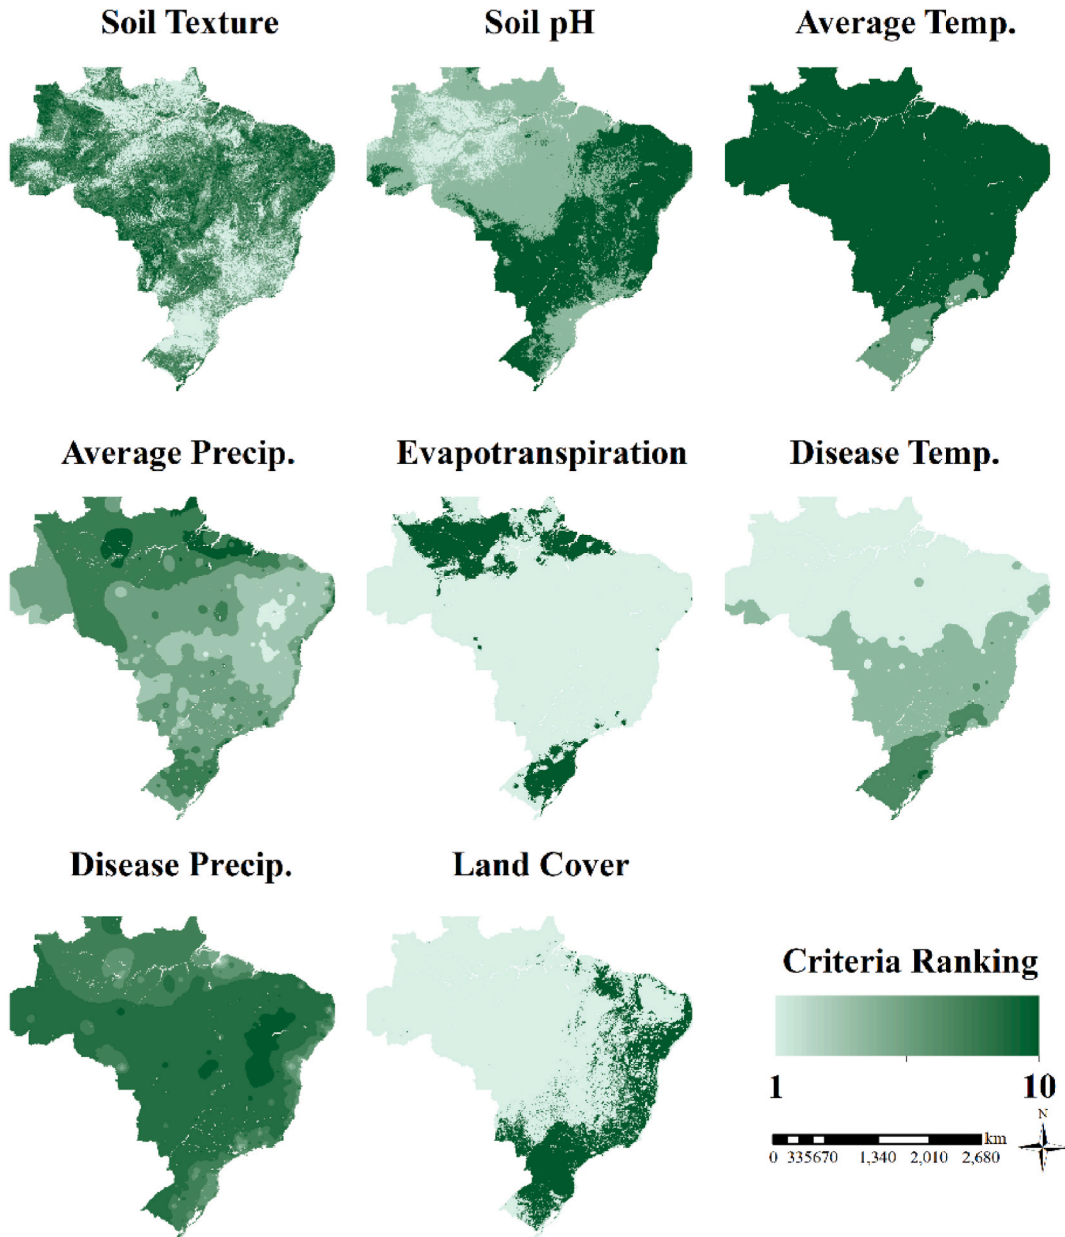 Soil Texture
Soil pH
Average Temp.
Average Precip.
Evapotranspiration
Disease Temp.
Disease Precip.
Land Cover
Criteria Ranking
1 10
N
km
0 335670 1,340 2,010 2,680